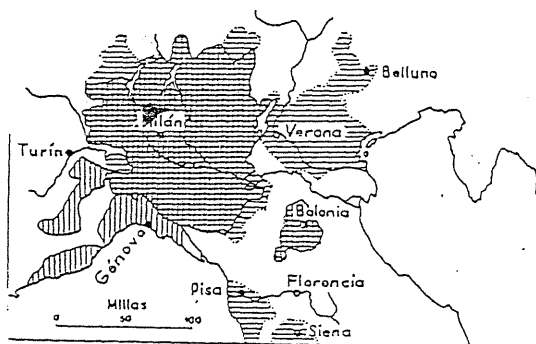 Belluno
Milán
Verona
Turín
Bolonia
Génova
Pisa
Florencia
Millas
0 50 100
Siena